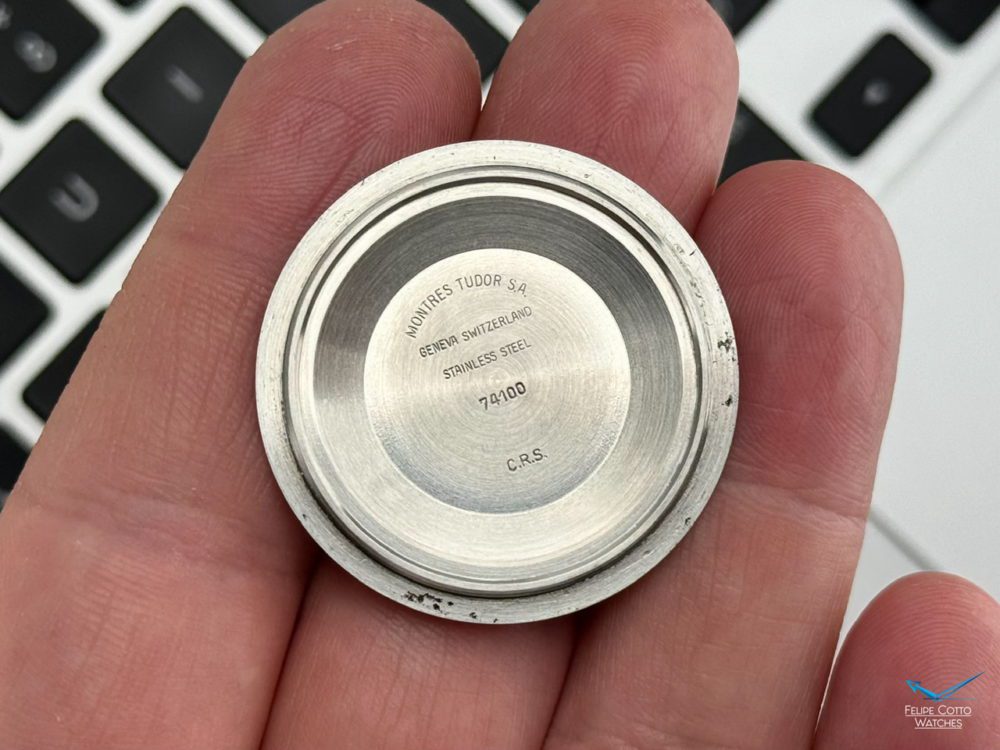 MONTRES TUDOR S.A.
GENEVA SWITZERLAND
STAINLESS STEEL
74100
C.R.S.
U
FELIPE COTTO
WATCHES